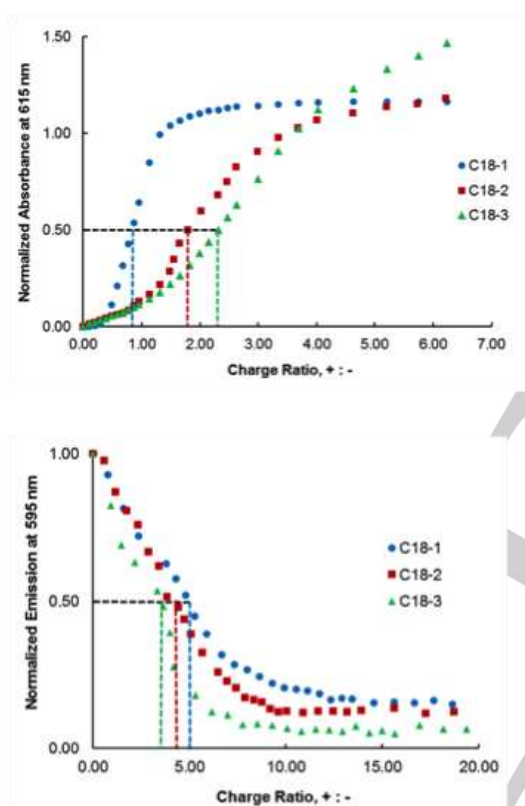 1.50
1.00
0.50
0.00
Normalized Absorbance at 615 nm
C18-1
C18-2
C18-3
0.00 1.00 2.00 3.00 4.00 5.00 6.00 7.00
Charge Ratio, + : -
1.00
0.50
0.00
Normalized Emission at 595 nm
C18-1
C18-2
C18-3
0.00 5.00 10.00 15.00 20.00
Charge Ratio, + : -